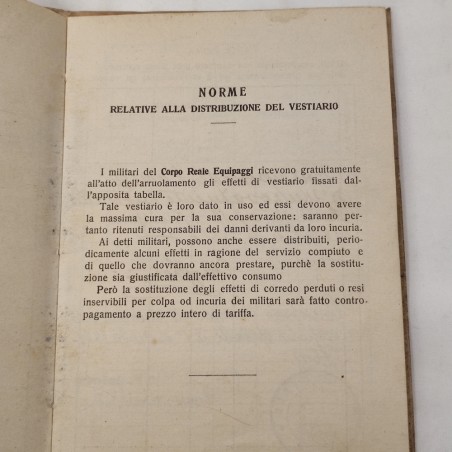 NORME
RELATIVE ALLA DISTRIBUZIONE DEL VESTIARIO
I militari del Corpo Reale Equipaggi ricevono gratuitamente
all'atto dell'arruolamento gli effetti di vestiario fissati dal-
l'apposita tabella.
Tale vestiario è loro dato in uso ed essi devono avere
la massima cura per la sua conservazione: saranno per-
tanto ritenuti responsabili dei danni derivanti da loro incuria.
Ai detti militari, possono anche essere distribuiti, perio-
dicamente alcuni effetti in ragione del servizio compiuto e
di quello che dovranno ancora prestare, purchè la sostitu-
zione sia giustificata dall'effettivo consumo
Però la sostituzione degli effetti di corredo perduti o resi
inservibili per colpa od incuria dei militari sarà fatto contro-
pagamento a prezzo intero di tariffa.